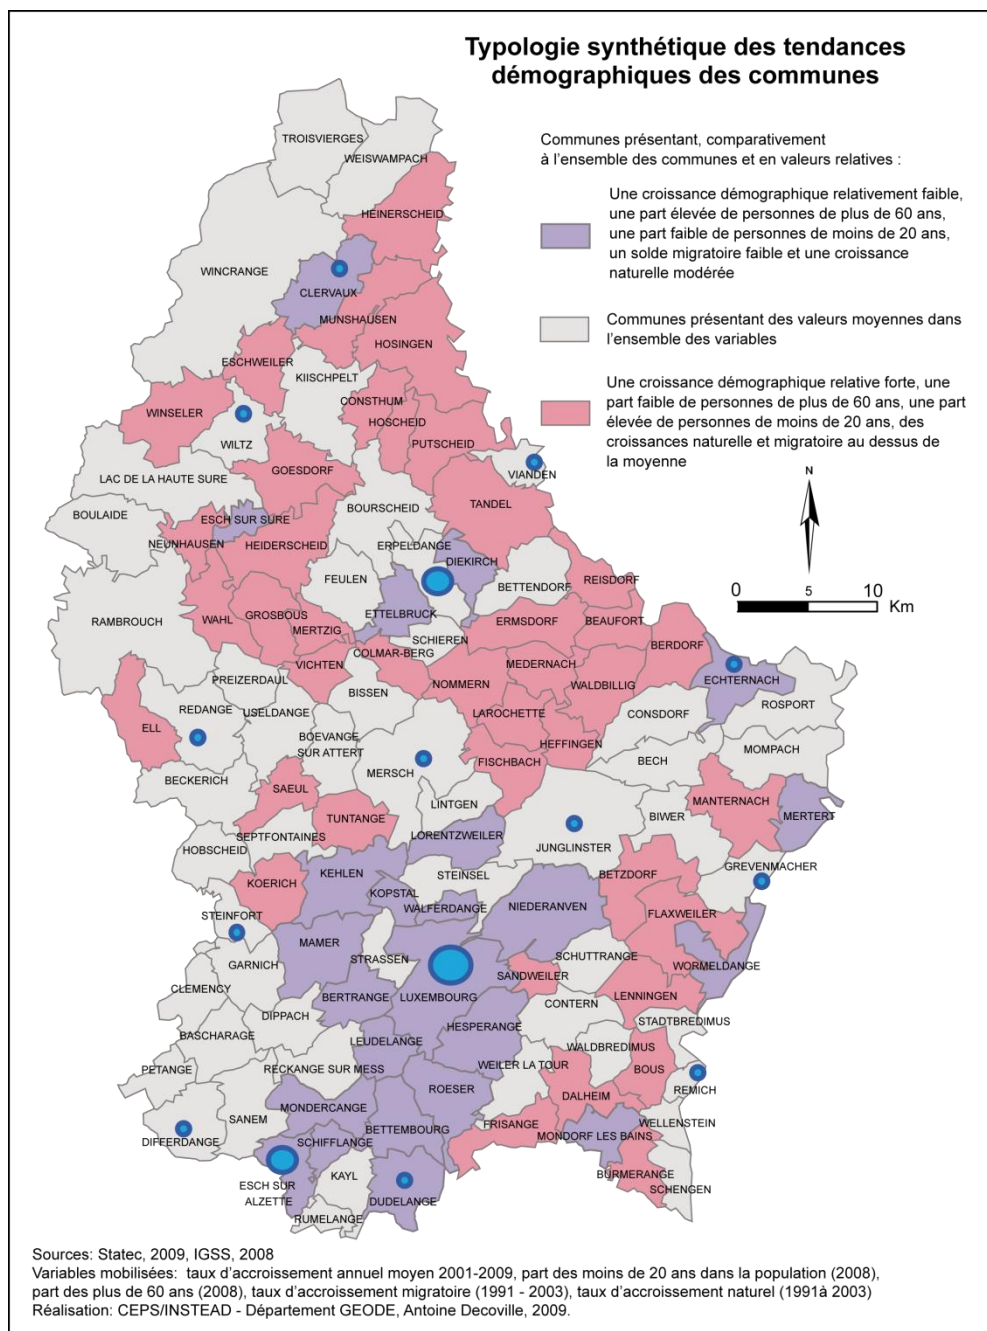 Typologie synthétique des tendances
démographiques des communes
Communes présentant, comparativement
à l'ensemble des communes et en valeurs relatives :
Une croissance démographique relativement faible,
une part élevée de personnes de plus de 60 ans,
une part faible de personnes de moins de 20 ans,
un solde migratoire faible et une croissance
naturelle modérée
Communes présentant des valeurs moyennes dans
l'ensemble des variables
Une croissance démographique relative forte, une
part faible de personnes de plus de 60 ans, une part
élevée de personnes de moins de 20 ans, des
croissances naturelle et migratoire au dessus de
la moyenne
N
0 5 10
Km
TROISVIERGES
WEISWAMPACH
HEINERSCHEID
WINCRANGE
CLERVAUX
MUNSHAUSEN
HOSINGEN
ESCHWEILER
KIISCHPELT
CONSTHUM
WINSELER
HOSCHEID
WILTZ
PUTSCHEID
GOESDORF
VIANDEN
LAC DE LA HAUTE SURE
TANDEL
BOURSCHEID
BOULAIDE
ESCH SUR SURE
NEUNHAUSEN
HEIDERSCHEID
ERPELDANGE
DIEKIRCH
FEULEN
BETTENDORF
REISDORF
ETTELBRUCK
RAMBROUCH
WAHL
GROSBOUS
MERTZIG
SCHIEREN
ERMSDORF
BEAUFORT
COLMAR-BERG
BERDORF
VICHTEN
MEDERNACH
PREIZERDAUL
BISSEN
NOMMERN
WALDBILLIG
ECHTERNACH
ROSPORT
REDANGE
USELDANGE
LAROCHETTE
CONSDORF
ELL
BOEVANGE
SUR ATTERT
HEFFINGEN
MOMPACH
FISCHBACH
BECH
MERSCH
BECKERICH
SAEUL
LINTGEN
MANTERNACH
TUNTANGE
BIWER
MERTERT
SEPTFONTAINES
LORENTZWEILER
JUNGLINSTER
HOBSCHEID
GREVENMACHER
KEHLEN
STEINSEL
BETZDORF
KOERICH
KOPSTAL
WALFERDANGE
NIEDERANVEN
STEINFORT
FLAXWEILER
MAMER
STRASSEN
SCHUTTRANGE
GARNICH
WORMELDANGE
SANDWEILER
CLEMENCY
BERTRANGE
LUXEMBOURG
LENNINGEN
CONTERN
DIPPACH
STADTBREDIMUS
BASCHARAGE
HESPERANGE
LEUDELANGE
WALDBREDIMUS
PETANGE
RECKANGE SUR MESS
WEILER LA TOUR
BOUS
ROESER
REMICH
MONDERCANGE
DALHEIM
SANEM
BETTEMBOURG
FRISANGE
WELLENSTEIN
DIFFERDANGE
SCHIFFLANGE
MONDORF LES BAINS
KAYL
BURMERANGE
ESCH SUR
ALZETTE
DUDELANGE
SCHENGEN
RUMELANGE
Sources: Statec, 2009, IGSS, 2008
Variables mobilisées: taux d'accroissement annuel moyen 2001-2009, part des moins de 20 ans dans la population (2008),
part des plus de 60 ans (2008), taux d'accroissement migratoire (1991 - 2003), taux d'accroissement naturel (1991à 2003)
Réalisation: CEPS/INSTEAD - Département GEODE, Antoine Decoville, 2009.